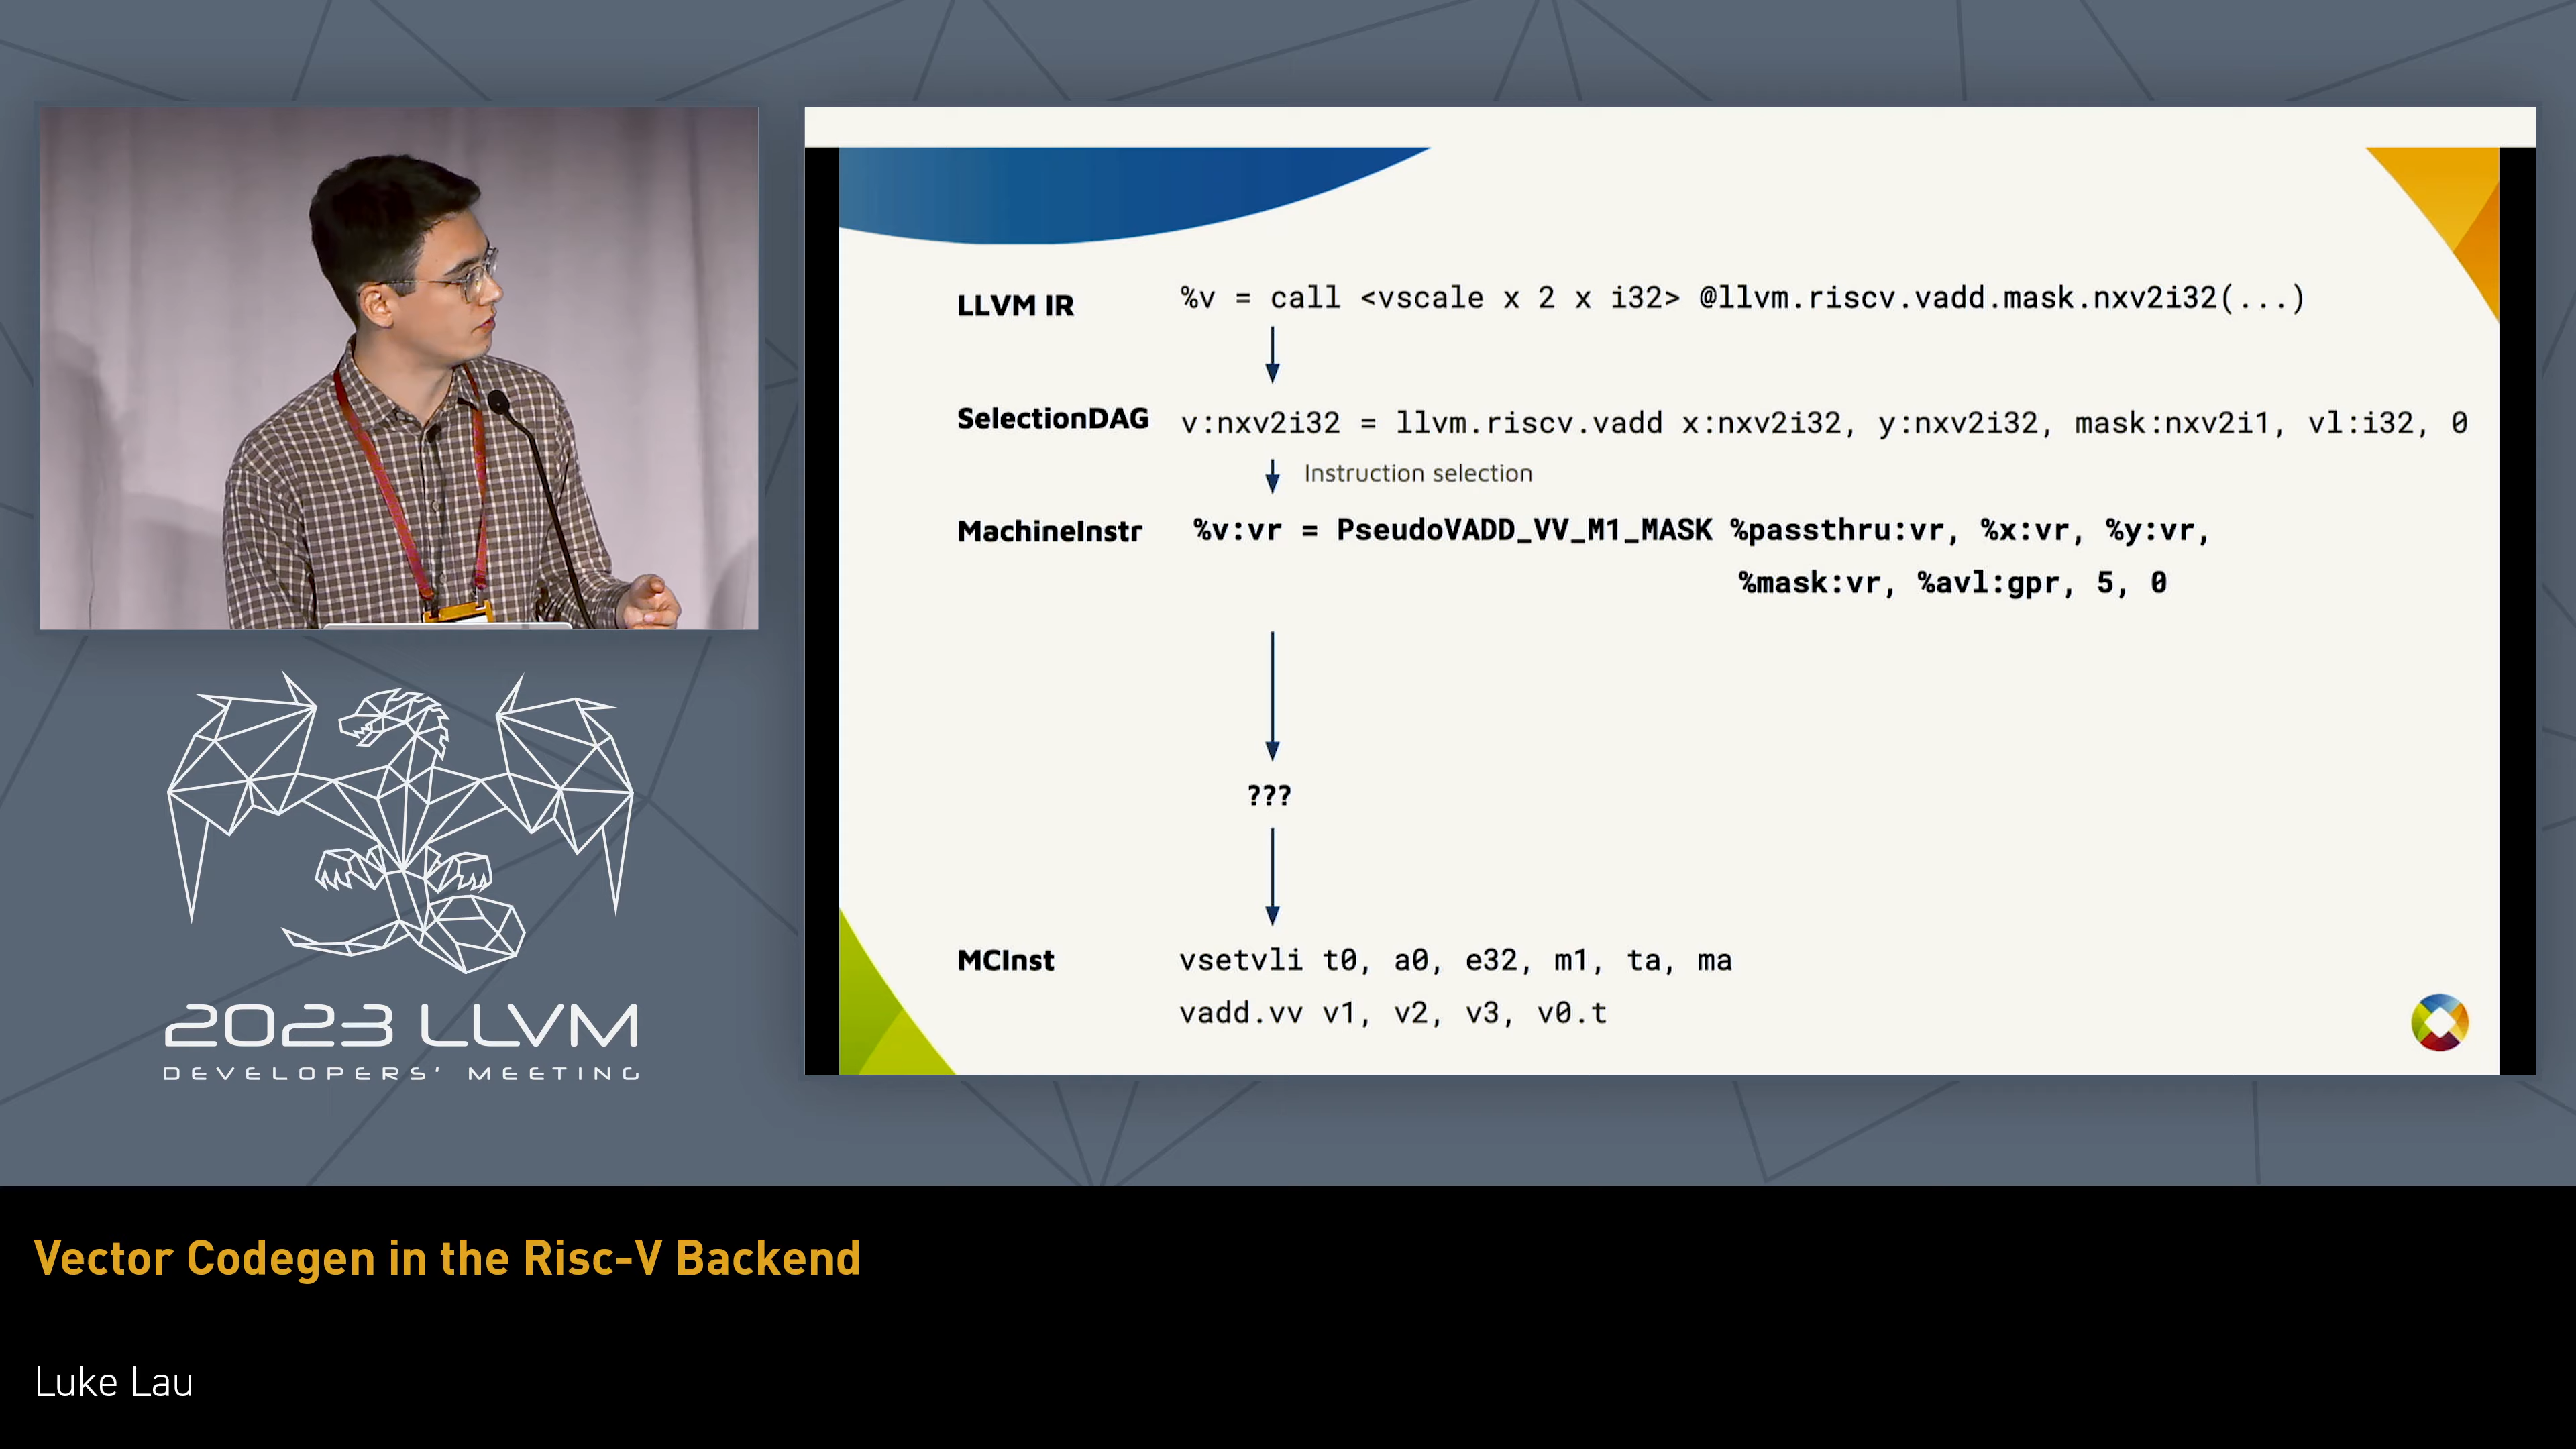 LLVM IR %v = call <vscale x 2 x i32> @llvm.riscv.vadd.mask.nxv2i32(...)
SelectionDAG v:nxv2i32 = llvm.riscv.vadd x:nxv2i32, y:nxv2i32, mask:nxv2i1, vl:i32, 0
Instruction selection
MachineInstr %v:vr = PseudoVADD_VV_M1_MASK %passthru:vr, %x:vr, %y:vr,
%mask:vr, %avl:gpr, 5, 0
???
MCInst vsetvli t0, a0, e32, m1, ta, ma
vadd.vv v1, v2, v3, v0.t
2023 LLVM
DEVELOPERS' MEETING
Vector Codegen in the Risc-V Backend
Luke Lau